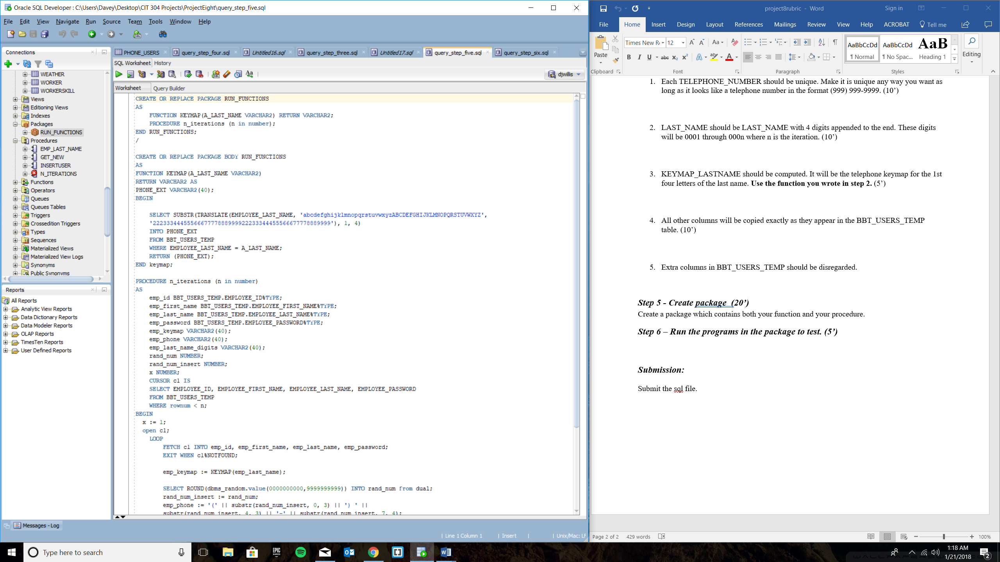 Oracle SQL Developer : C:\Users\Davey\Desktop\CIT 304 Projects\ProjectEight\query_step_five.sql
File Edit View Navigate Run Source Team Tools Window Help
Connections
WEATHER
WORKER
WORKERSKILL
Views
Editioning Views
Indexes
Packages
RUN_FUNCTIONS
Procedures
EMP_LAST_NAME
GET_NEW
INSERTUSER
N_ITERATIONS
Functions
Operators
Queues
Queues Tables
Triggers
Crossedition Triggers
Types
Sequences
Materialized Views
Materialized View Logs
Synonyms
Public Synonyms
Reports
All Reports
Analytic View Reports
Data Dictionary Reports
Data Modeler Reports
OLAP Reports
TimesTen Reports
User Defined Reports
Messages - Log
PHONE_USERS query_step_four.sql Untitled16.sql query_step_three.sql Untitled17.sql query_step_five.sql query_step_six.sql
SQL Worksheet History
djwillis
Worksheet Query Builder
CREATE OR REPLACE PACKAGE RUN_FUNCTIONS
AS
FUNCTION KEYMAP(A_LAST_NAME VARCHAR2) RETURN VARCHAR2;
PROCEDURE n_iterations (n in number);
END RUN_FUNCTIONS;
/
CREATE OR REPLACE PACKAGE BODY RUN_FUNCTIONS
AS
FUNCTION KEYMAP(A_LAST_NAME VARCHAR2)
RETURN VARCHAR2 AS
PHONE_EXT VARCHAR2(40);
BEGIN
SELECT SUBSTR(TRANSLATE(EMPLOYEE_LAST_NAME, 'abcdefghijklmnopqrstuvwxyzABCDEFGHIJKLMNOPQRSTUVWXYZ',
'2223334445556667777888999922233344455566677778889999'), 1, 4)
INTO PHONE_EXT
FROM BBT_USERS_TEMP
WHERE EMPLOYEE_LAST_NAME = A_LAST_NAME;
RETURN (PHONE_EXT);
END keymap;
PROCEDURE n_iterations (n in number)
AS
emp_id BBT_USERS_TEMP.EMPLOYEE_ID%TYPE;
emp_first_name BBT_USERS_TEMP.EMPLOYEE_FIRST_NAME%TYPE;
emp_last_name BBT_USERS_TEMP.EMPLOYEE_LAST_NAME%TYPE;
emp_password BBT_USERS_TEMP.EMPLOYEE_PASSWORD%TYPE;
emp_keymap VARCHAR2(40);
emp_phone VARCHAR2(40);
emp_last_name_digits VARCHAR2(40);
rand_num NUMBER;
rand_num_insert NUMBER;
x NUMBER;
CURSOR c1 IS
SELECT EMPLOYEE_ID, EMPLOYEE_FIRST_NAME, EMPLOYEE_LAST_NAME, EMPLOYEE_PASSWORD
FROM BBT_USERS_TEMP
WHERE rownum < n;
BEGIN
x := 1;
open c1;
LOOP
FETCH c1 INTO emp_id, emp_first_name, emp_last_name, emp_password;
EXIT WHEN c1%NOTFOUND;
emp_keymap := KEYMAP(emp_last_name);
SELECT ROUND(dbms_random.value(0000000000,9999999999)) INTO rand_num from dual;
rand_num_insert := rand_num;
emp_phone := '(' || substr(rand_num_insert, 0, 3) || ') ' ||
substr(rand_num_insert, 4, 3) || '-' || substr(rand_num_insert, 7, 4);
Line 1 Column 1 Insert Unix/Mac: LF
project8rubric - Word Sign in
File Home Insert Design Layout References Mailings Review View Help ACROBAT Tell me
Times New R 12 Aa
Paste B I U abc X₂ X² A ab A
AaBbCcDd AaBbCcDd AaB
¶ Normal ¶ No Spac... Heading 1
Editing
Clipboard Font Paragraph Styles
1. Each TELEPHONE_NUMBER should be unique. Make it is unique any way you want as
long as it looks like a telephone number in the format (999) 999-9999. (10’)
2. LAST_NAME should be LAST_NAME with 4 digits appended to the end. These digits
will be 0001 through 000n where n is the iteration. (10’)
3. KEYMAP_LASTNAME should be computed. It will be the telephone keymap for the 1st
four letters of the last name. Use the function you wrote in step 2. (5’)
4. All other columns will be copied exactly as they appear in the BBT_USERS_TEMP
table. (10’)
5. Extra columns in BBT_USERS_TEMP should be disregarded.
Step 5 - Create package (20’)
Create a package which contains both your function and your procedure.
Step 6 – Run the programs in the package to test. (5’)
Submission:
Submit the sql file.
Page 2 of 2 429 words 100%
Type here to search
EPIC GAMES
1:18 AM
1/21/2018
2